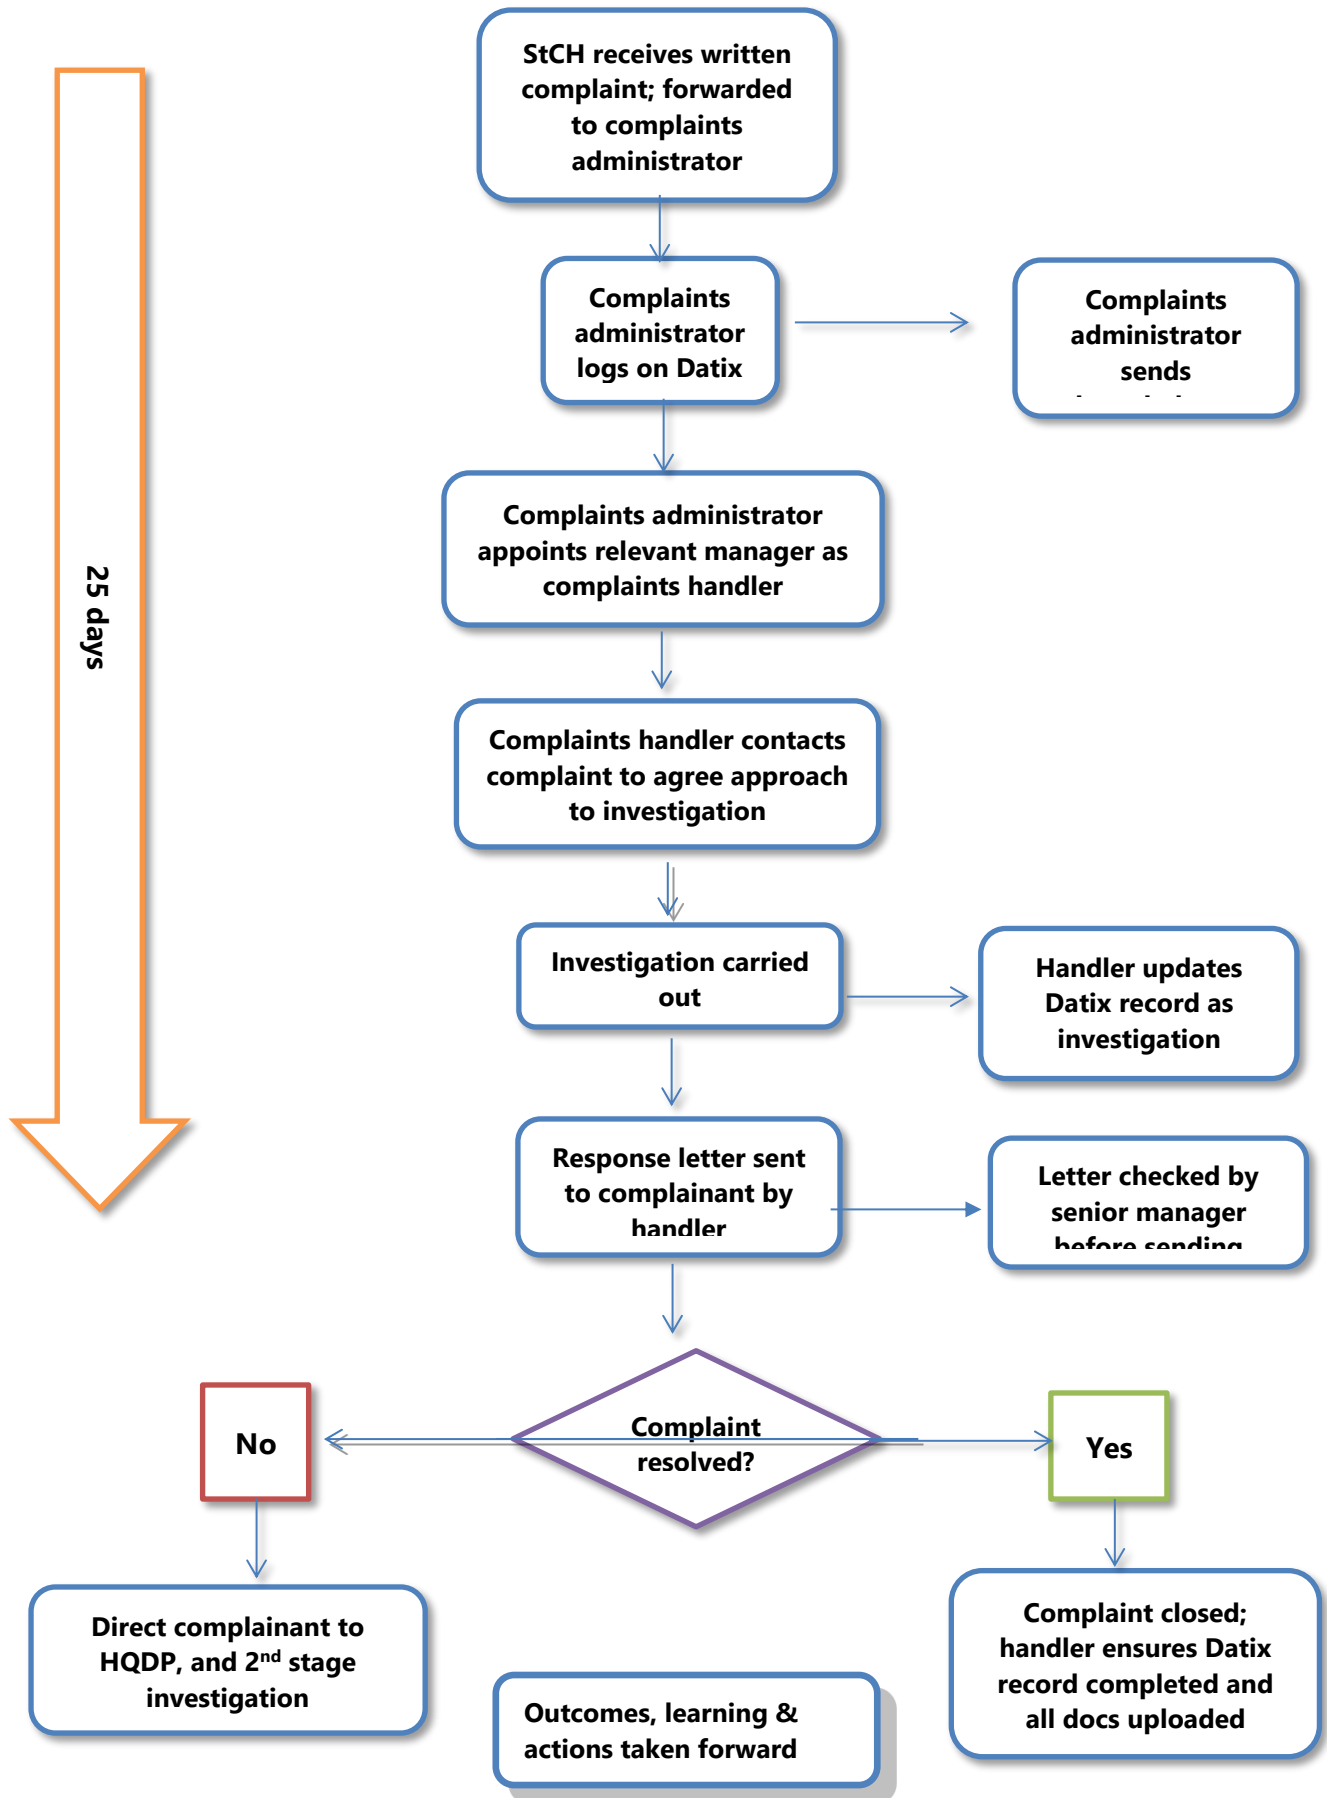 StCH receives written
complaint; forwarded
to complaints
administrator
Complaints
administrator
logs on Datix
Complaints
administrator
sends
Complaints administrator
appoints relevant manager as
complaints handler
25 days
Complaints handler contacts
complaint to agree approach
to investigation
Investigation carried
out
Handler updates
Datix record as
investigation
Response letter sent
to complainant by
handler
Letter checked by
senior manager
before sending
Complaint
resolved?
No
Yes
Direct complainant to
HQDP, and 2nd stage
investigation
Complaint closed;
handler ensures Datix
record completed and
all docs uploaded
Outcomes, learning &
actions taken forward